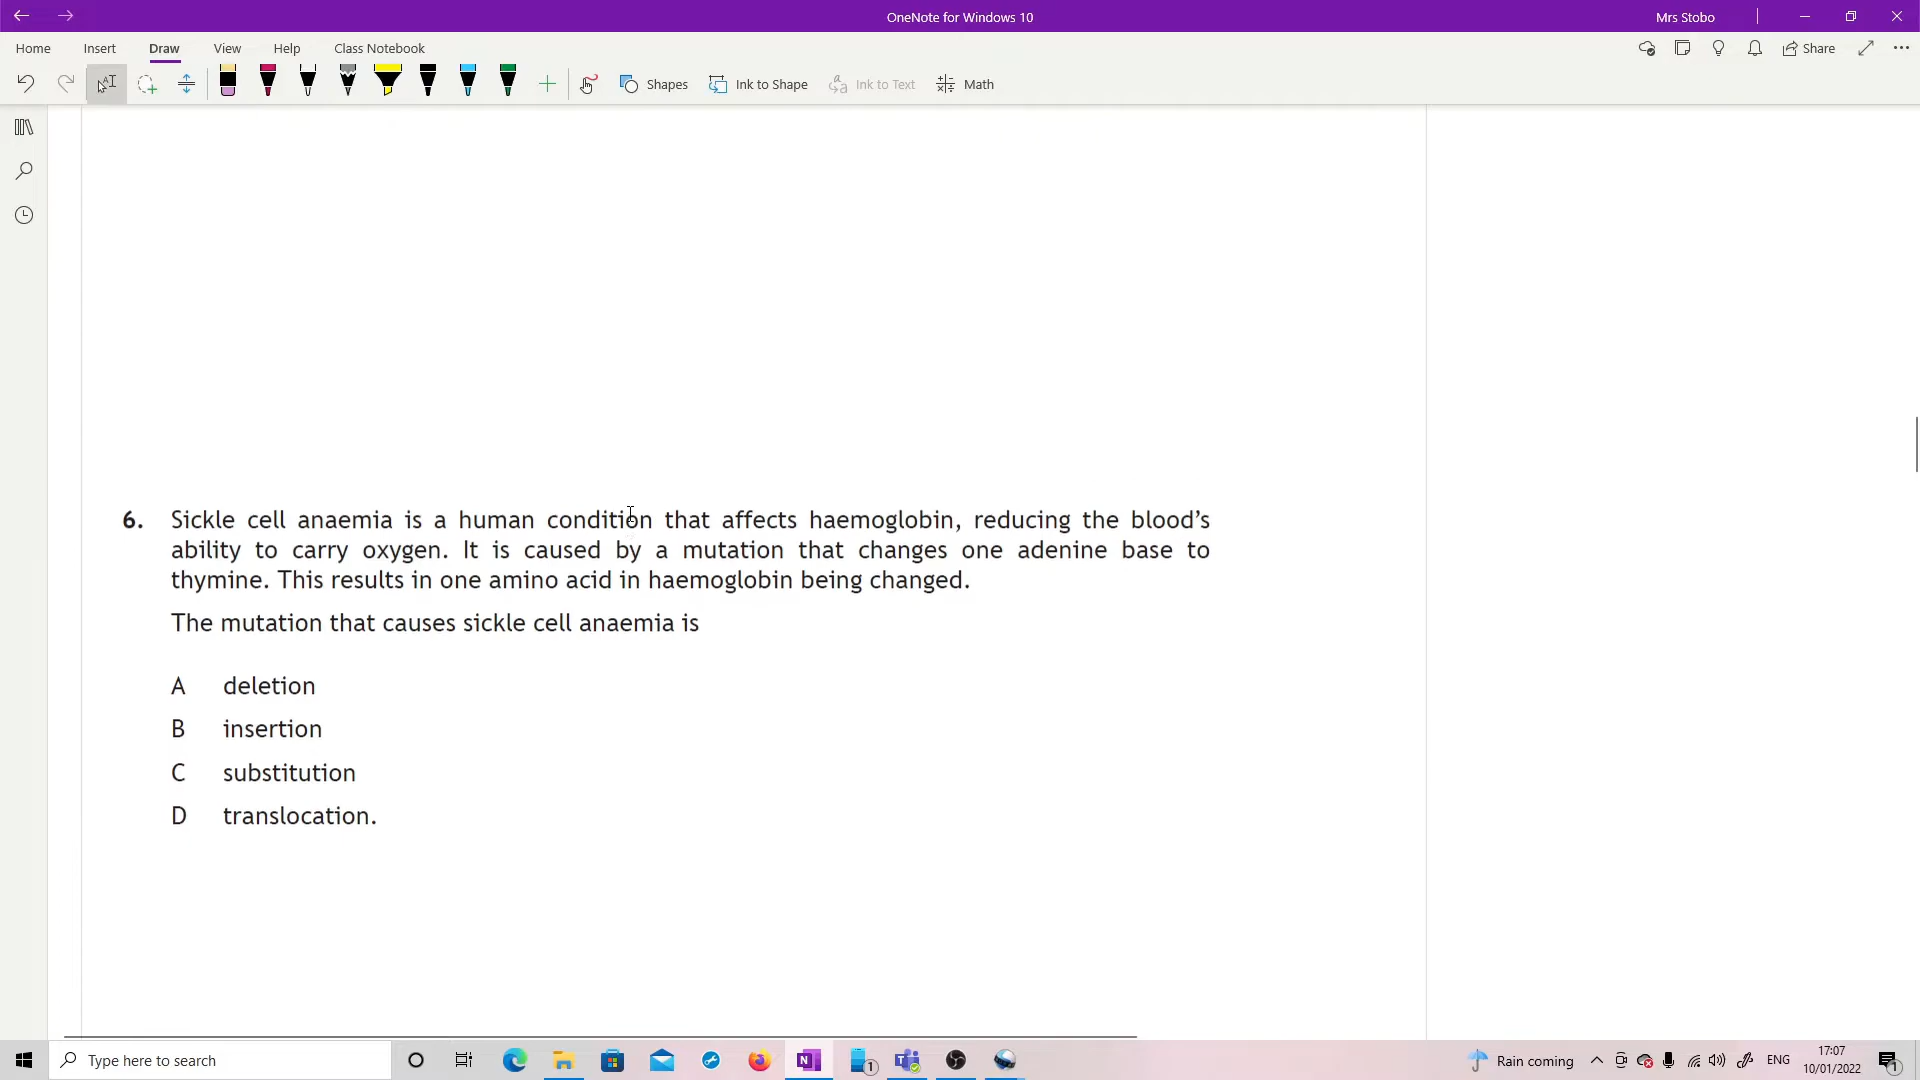 OneNote for Windows 10
Mrs Stobo
Home Insert Draw View Help Class Notebook
Share
Shapes Ink to Shape Ink to Text Math
6. Sickle cell anaemia is a human condition that affects haemoglobin, reducing the blood's
ability to carry oxygen. It is caused by a mutation that changes one adenine base to
thymine. This results in one amino acid in haemoglobin being changed.
The mutation that causes sickle cell anaemia is
A deletion
B insertion
C substitution
D translocation.
Type here to search
Rain coming
ENG
17:07
10/01/2022